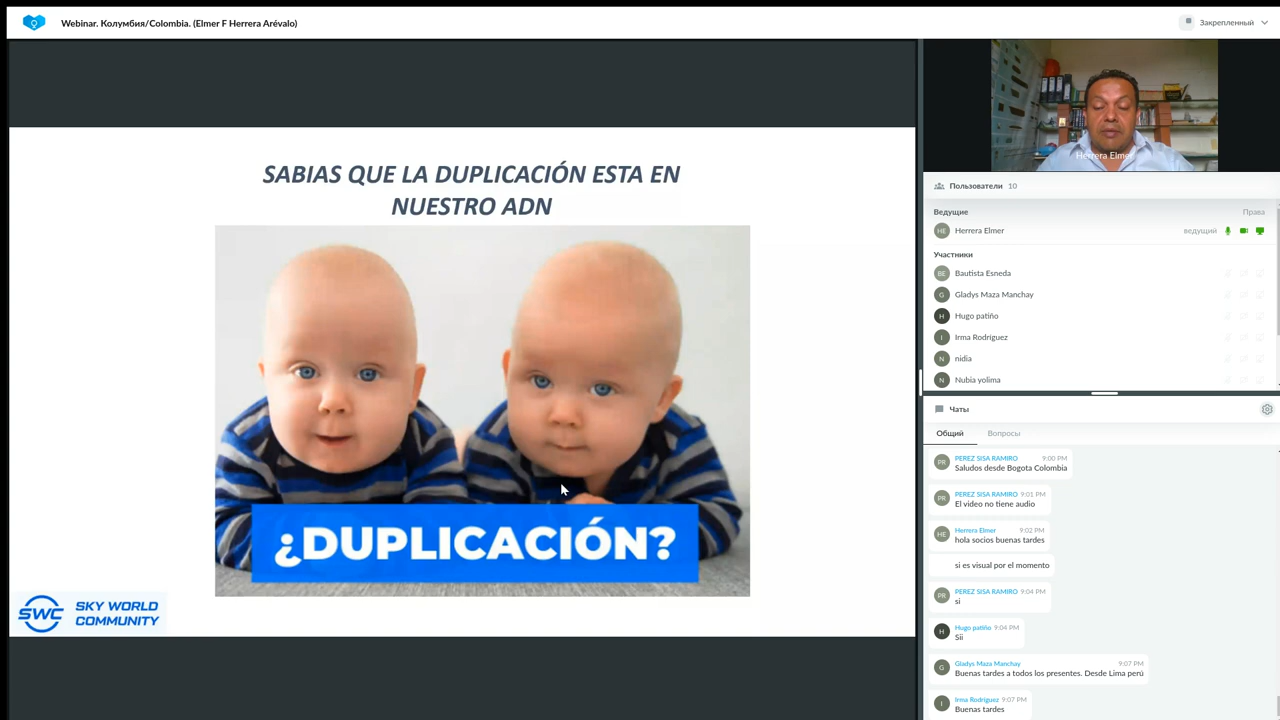 Webinar. Колумбия/Colombia. (Elmer F Herrera Arévalo)
Закрепленный
SABIAS QUE LA DUPLICACIÓN ESTA EN
NUESTRO ADN
¿DUPLICACIÓN?
SWC SKY WORLD
COMMUNITY
Herrera Elmer
Пользователи 10
Ведущие Права
HE Herrera Elmer ведущий
Участники
BE Bautista Esneda
G Gladys Maza Manchay
H Hugo patiño
I Irma Rodríguez
N nidia
N Nubia yolima
Чаты
Общий Вопросы
PR PEREZ SISA RAMIRO 9:00 PM
Saludos desde Bogota Colombia
PR PEREZ SISA RAMIRO 9:01 PM
El video no tiene audio
HE Herrera Elmer 9:02 PM
hola socios buenas tardes
si es visual por el momento
PR PEREZ SISA RAMIRO 9:04 PM
si
H Hugo patiño 9:04 PM
Sii
G Gladys Maza Manchay 9:07 PM
Buenas tardes a todos los presentes. Desde Lima perú
I Irma Rodríguez 9:07 PM
Buenas tardes